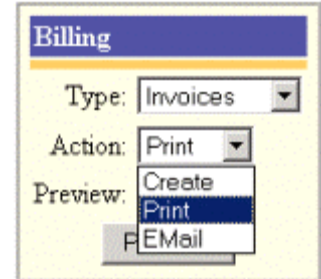 Billing
Type: Invoices
Action: Print
Create
Preview:
Print
EMail